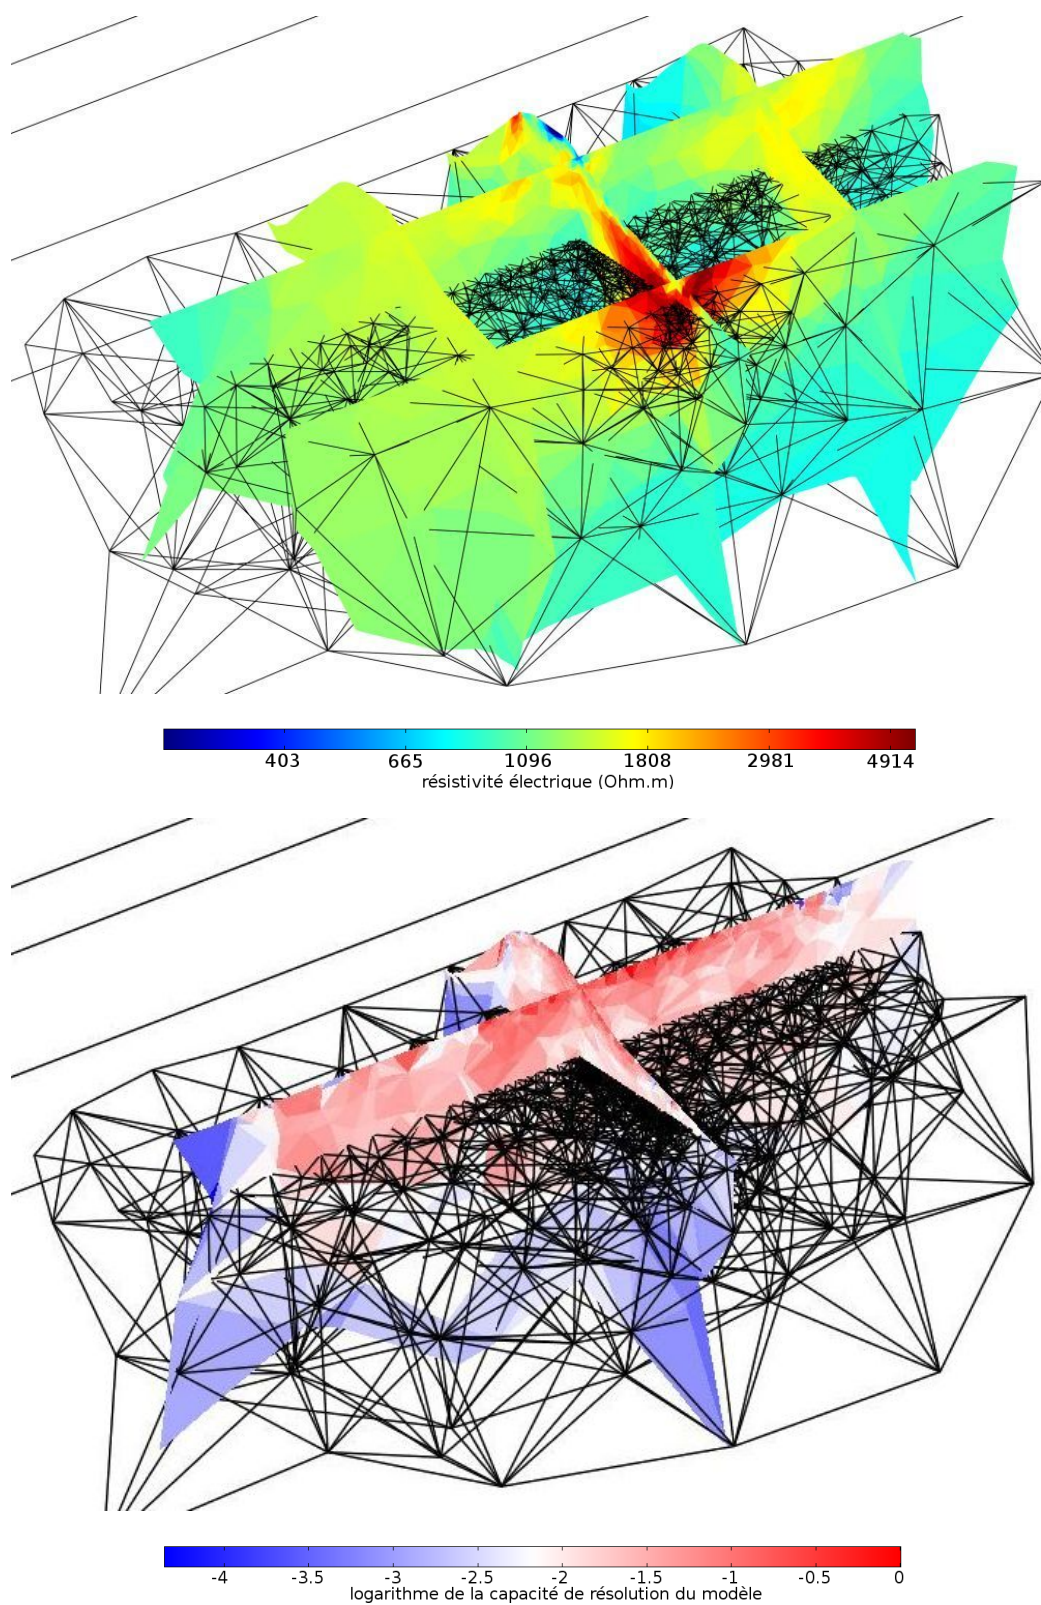 403 665 1096 1808 2981 4914
résistivité électrique (Ohm.m)
-4 -3.5 -3 -2.5 -2 -1.5 -1 -0.5 0
logarithme de la capacité de résolution du modèle